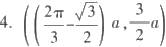 4. ((2π/3 - √3/2) a, 3/2 a)